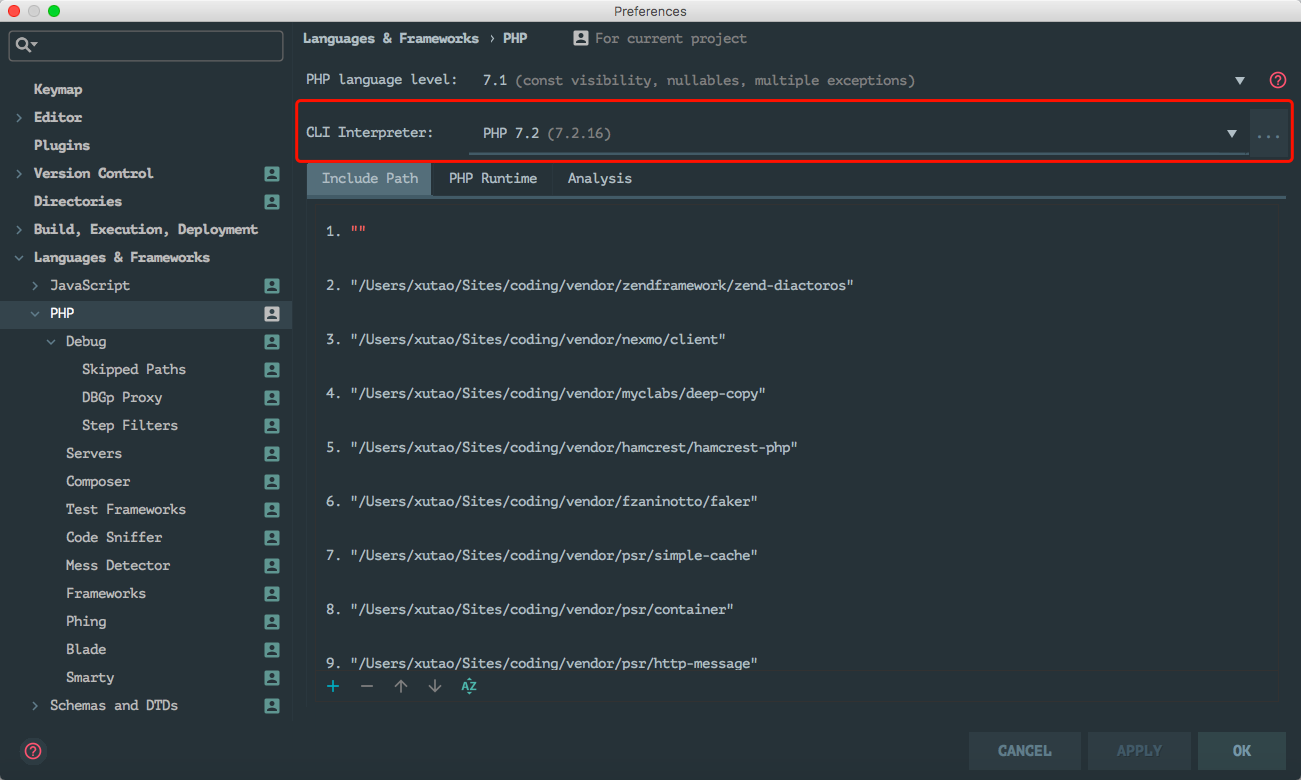 Preferences
Languages & Frameworks › PHP For current project
PHP language level: 7.1 (const visibility, nullables, multiple exceptions)
CLI Interpreter: PHP 7.2 (7.2.16) ...
Include Path PHP Runtime Analysis
Keymap
Editor
Plugins
Version Control
Directories
Build, Execution, Deployment
Languages & Frameworks
JavaScript
PHP
Debug
Skipped Paths
DBGp Proxy
Step Filters
Servers
Composer
Test Frameworks
Code Sniffer
Mess Detector
Frameworks
Phing
Blade
Smarty
Schemas and DTDs
1. ""
2. "/Users/xutao/Sites/coding/vendor/zendframework/zend-diactoros"
3. "/Users/xutao/Sites/coding/vendor/nexmo/client"
4. "/Users/xutao/Sites/coding/vendor/myclabs/deep-copy"
5. "/Users/xutao/Sites/coding/vendor/hamcrest/hamcrest-php"
6. "/Users/xutao/Sites/coding/vendor/fzaninotto/faker"
7. "/Users/xutao/Sites/coding/vendor/psr/simple-cache"
8. "/Users/xutao/Sites/coding/vendor/psr/container"
9. "/Users/xutao/Sites/coding/vendor/psr/http-message"
AZ
CANCEL APPLY OK